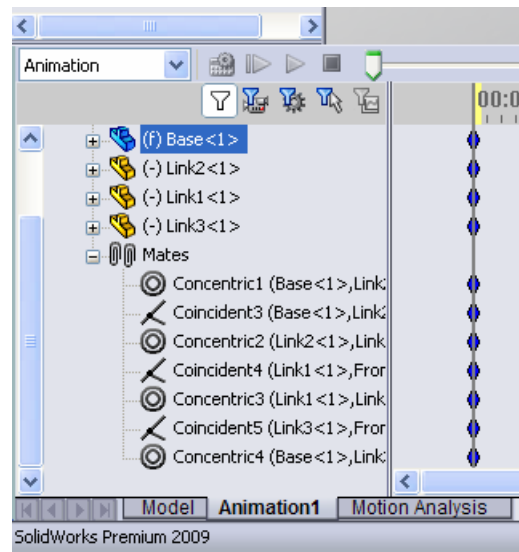 Animation
00:0
(f) Base<1>
(-) Link2<1>
(-) Link1<1>
(-) Link3<1>
Mates
Concentric1 (Base<1>,Link
Coincident3 (Base<1>,Link
Concentric2 (Link2<1>,Link
Coincident4 (Link1<1>,Fror
Concentric3 (Link1<1>,Link
Coincident5 (Link3<1>,Fror
Concentric4 (Base<1>,Link
Model Animation1 Motion Analysis
SolidWorks Premium 2009